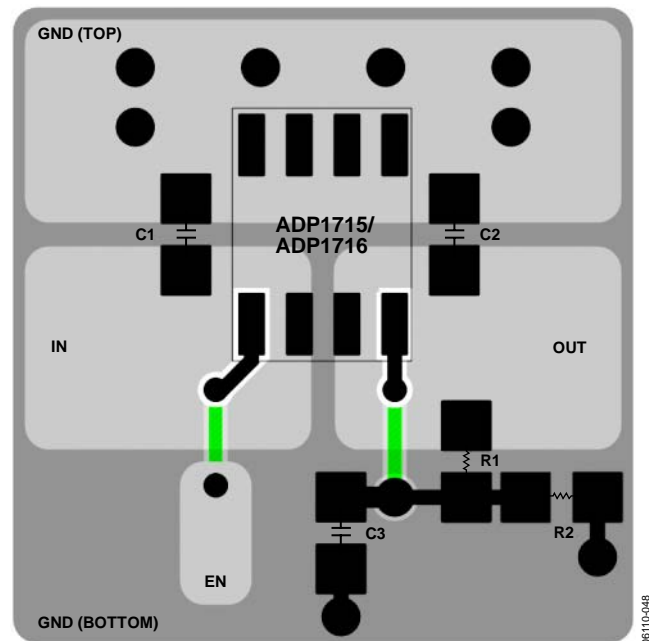 GND (TOP)
ADP1715/
ADP1716
C1
C2
IN
OUT
R1
C3
R2
EN
GND (BOTTOM)
06110-048